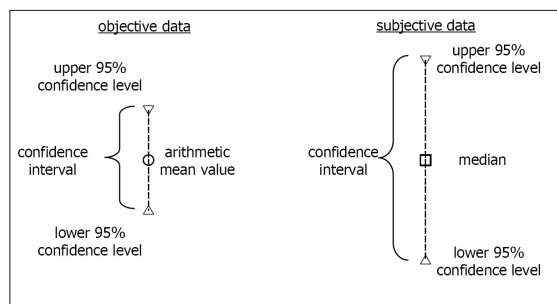 objective data
upper 95%
confidence level
confidence
interval
arithmetic
mean value
lower 95%
confidence level
subjective data
upper 95%
confidence level
confidence
interval
median
lower 95%
confidence level